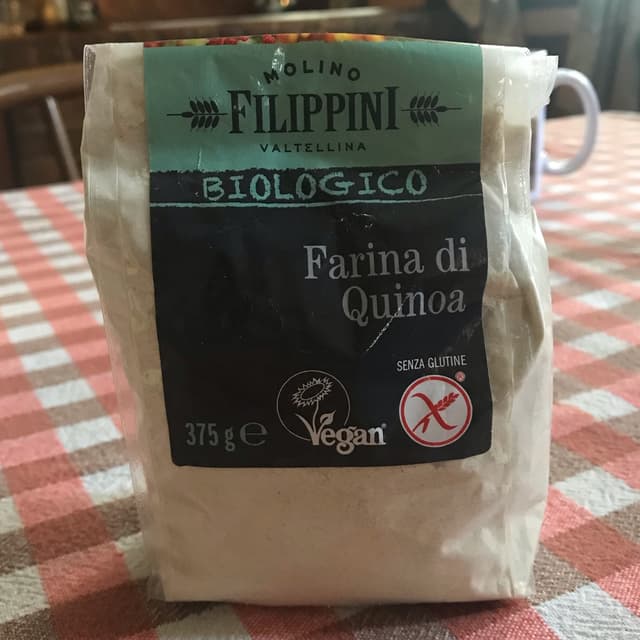 MOLINO
FILIPPINI
VALTELLINA
BIOLOGICO
Farina di
Quinoa
SENZA GLUTINE
375 g ℮
Vegan®